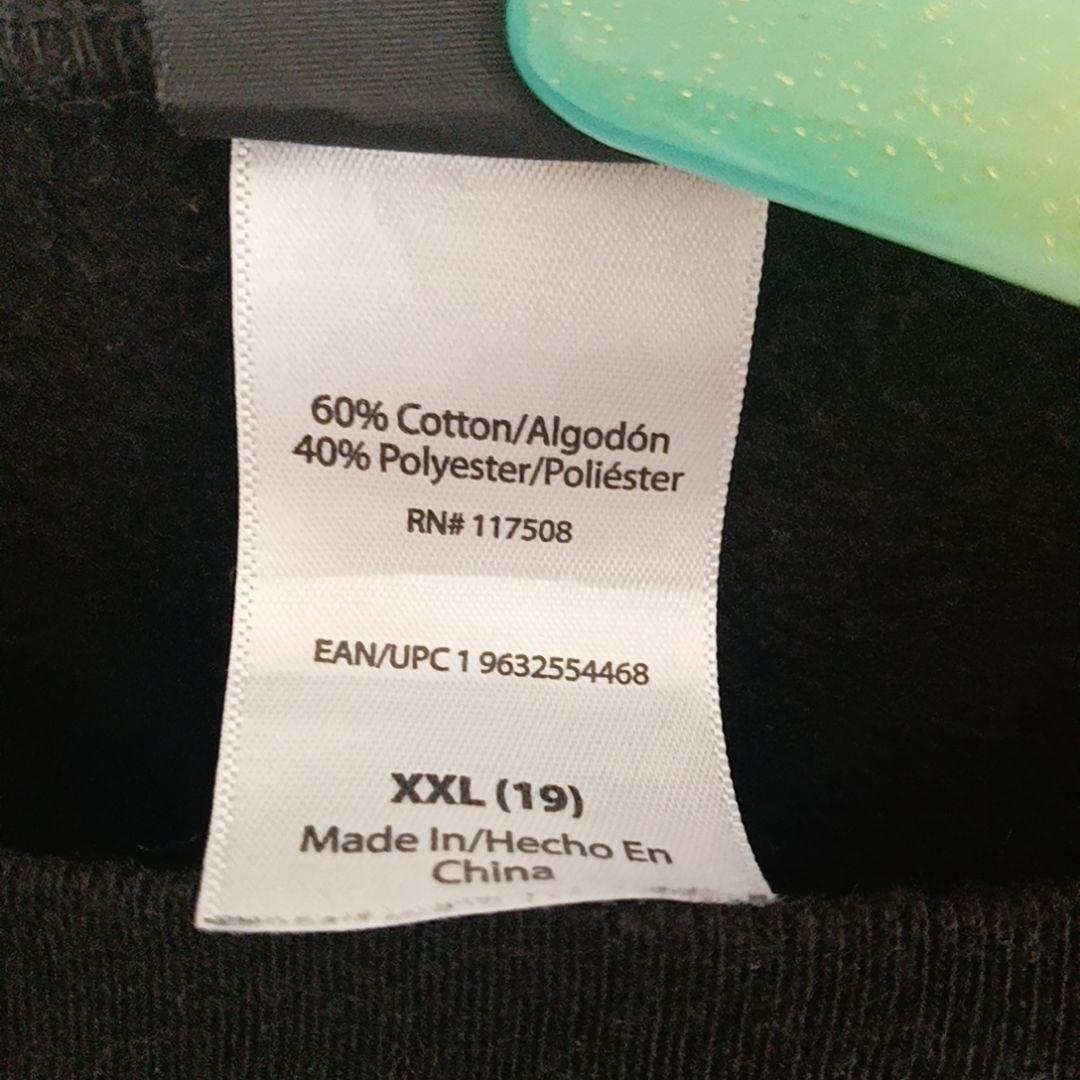 60% Cotton/Algodón
40% Polyester/Poliéster
RN# 117508
EAN/UPC 1 9632554468
XXL (19)
Made In/Hecho En
China